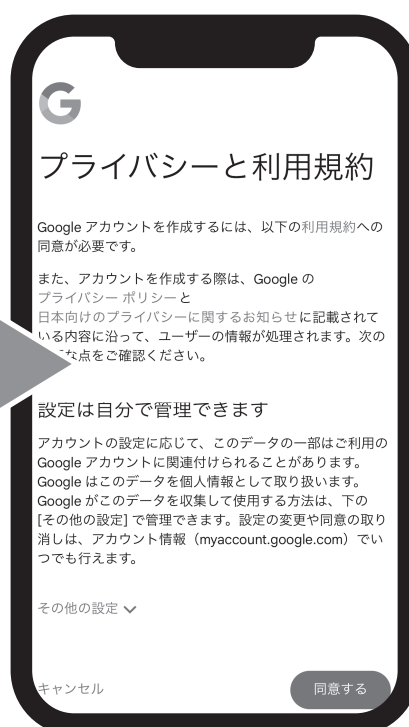 プライバシーと利用規約
Google アカウントを作成するには、以下の利用規約への
同意が必要です。
また、アカウントを作成する際は、Google の
プライバシー ポリシーと
日本向けのプライバシーに関するお知らせに記載されて
いる内容に沿って、ユーザーの情報が処理されます。次の
な点をご確認ください。
設定は自分で管理できます
アカウントの設定に応じて、このデータの一部はご利用の
Google アカウントに関連付けられることがあります。
Google はこのデータを個人情報として取り扱います。
Google がこのデータを収集して使用する方法は、下の
[その他の設定] で管理できます。設定の変更や同意の取り
消しは、アカウント情報（myaccount.google.com）でい
つでも行えます。
その他の設定
キャンセル
同意する